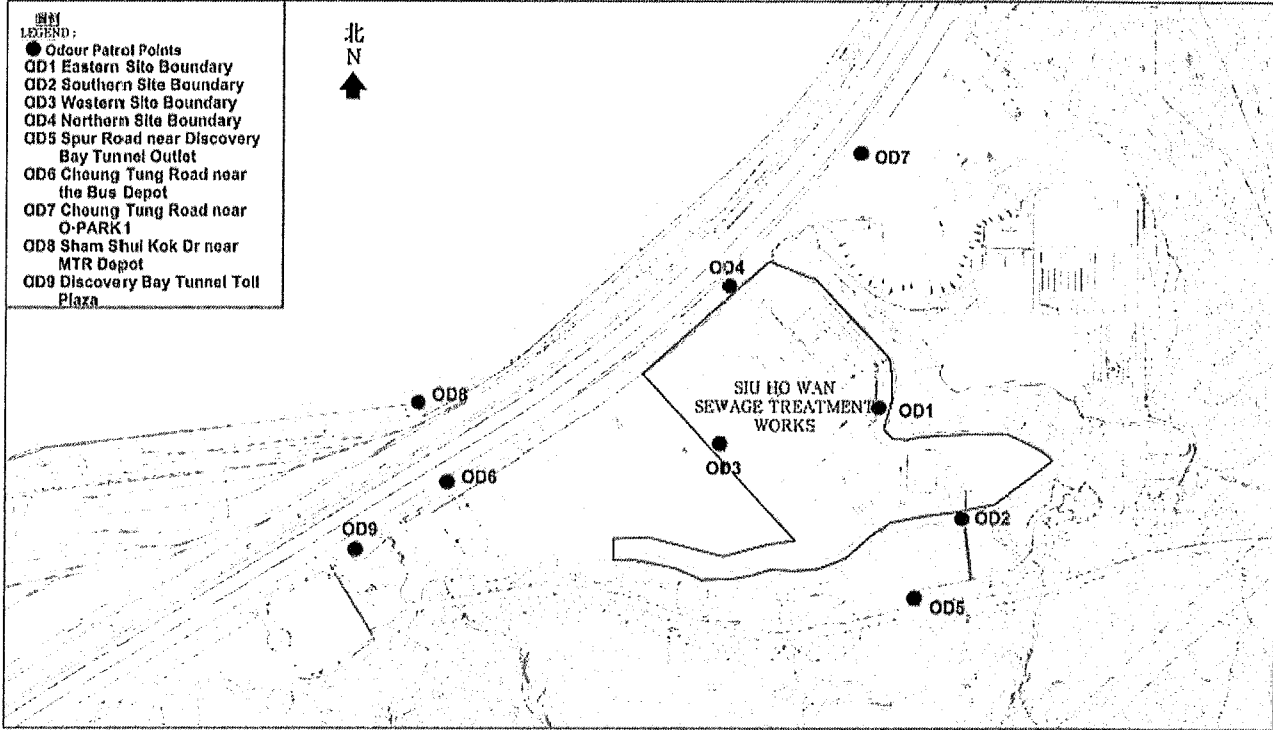 LEGEND :
Odour Patrol Points
OD1 Eastern Site Boundary
OD2 Southern Site Boundary
OD3 Western Site Boundary
OD4 Northern Site Boundary
OD5 Spur Road near Discovery
Bay Tunnel Outlet
OD6 Cheung Tung Road near
the Bus Depot
OD7 Cheung Tung Road near
O-PARK1
OD8 Sham Shui Kok Dr near
MTR Depot
OD9 Discovery Bay Tunnel Toll
Plaza
北
N
OD7
OD4
SIU HO WAN
SEWAGE TREATMENT
WORKS
OD8
OD1
OD3
OD6
OD2
OD9
OD5